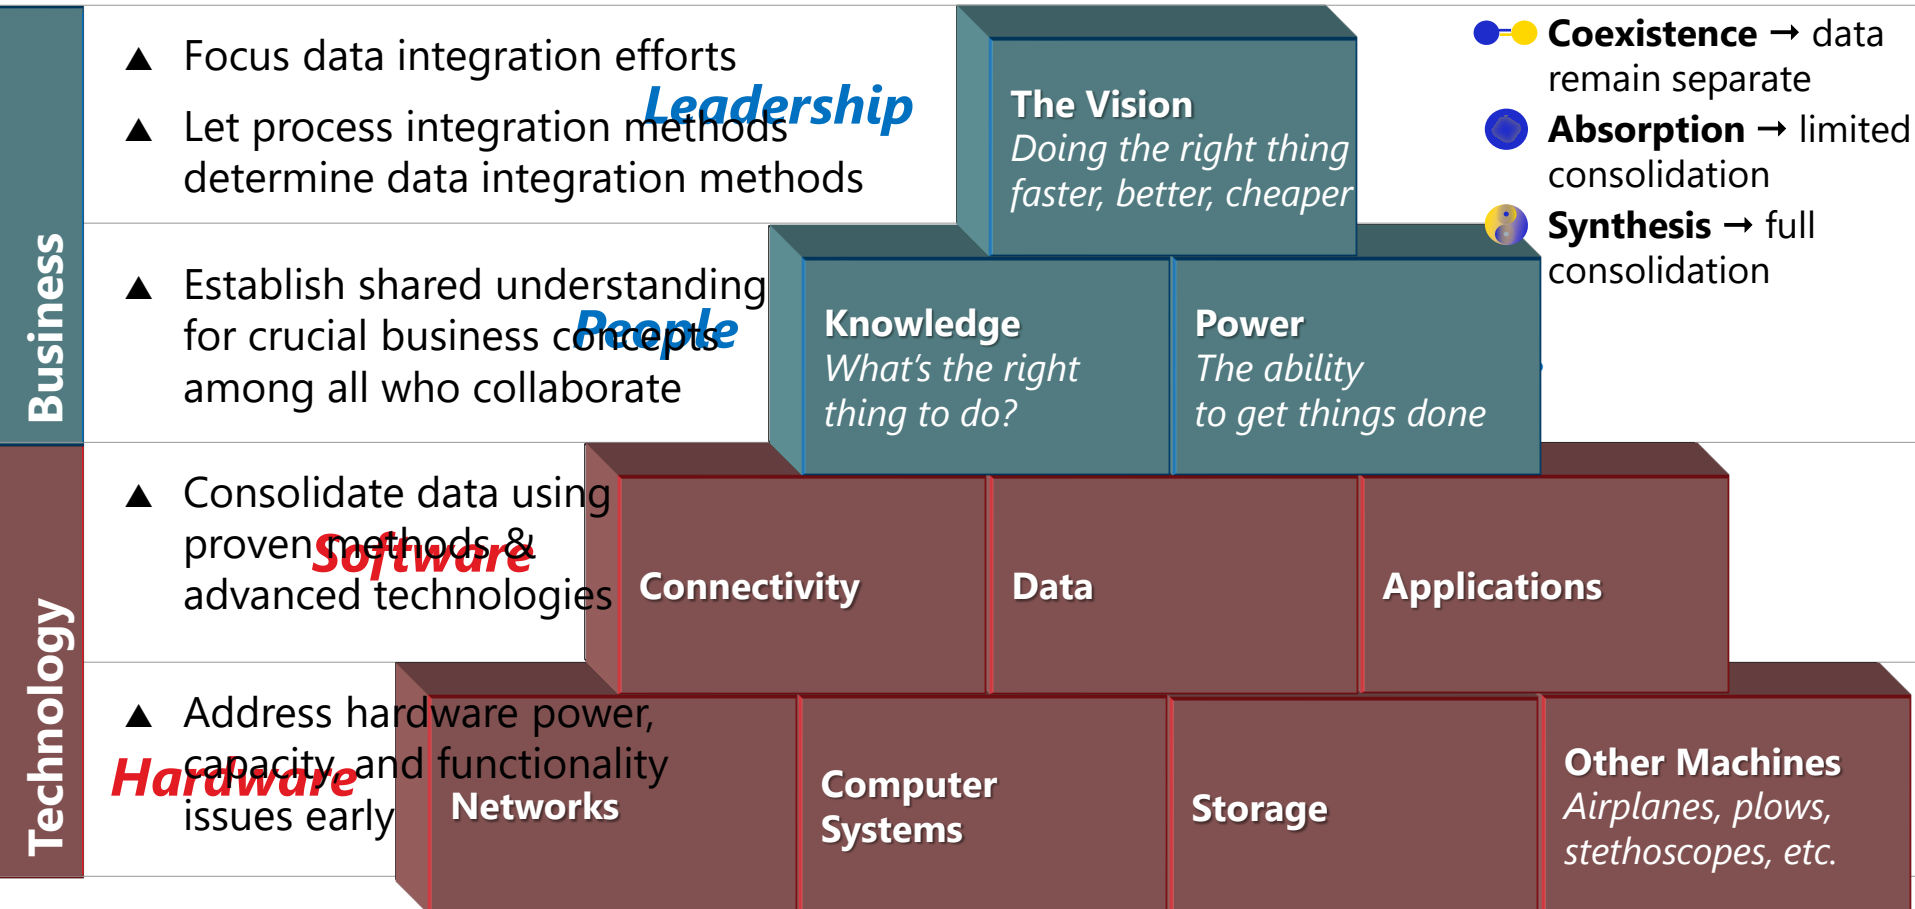 Business
Technology
▲ Focus data integration efforts
▲ Let process integration methods
determine data integration methods
Leadership
▲ Establish shared understanding
for crucial business concepts
among all who collaborate
People
▲ Consolidate data using
proven methods &
advanced technologies
Software
▲ Address hardware power,
capacity, and functionality
issues early
Hardware
The Vision
Doing the right thing
faster, better, cheaper
Knowledge
What's the right
thing to do?
Power
The ability
to get things done
Connectivity
Data
Applications
Networks
Computer
Systems
Storage
Other Machines
Airplanes, plows,
stethoscopes, etc.
Coexistence → data
remain separate
Absorption → limited
consolidation
Synthesis → full
consolidation